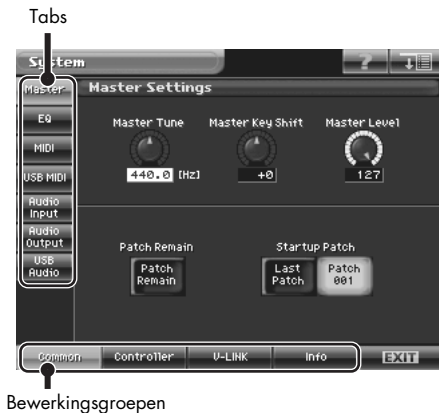 Tabs
System
?
Master
Master Settings
EQ
MIDI
USB MIDI
Audio Input
Audio Output
USB Audio
Master Tune
Master Key Shift
Master Level
440.0 [Hz]
+0
127
Patch Remain
Startup Patch
Patch Remain
Last Patch
Patch 001
Common
Controller
V-LINK
Info
EXIT
Bewerkingsgroepen